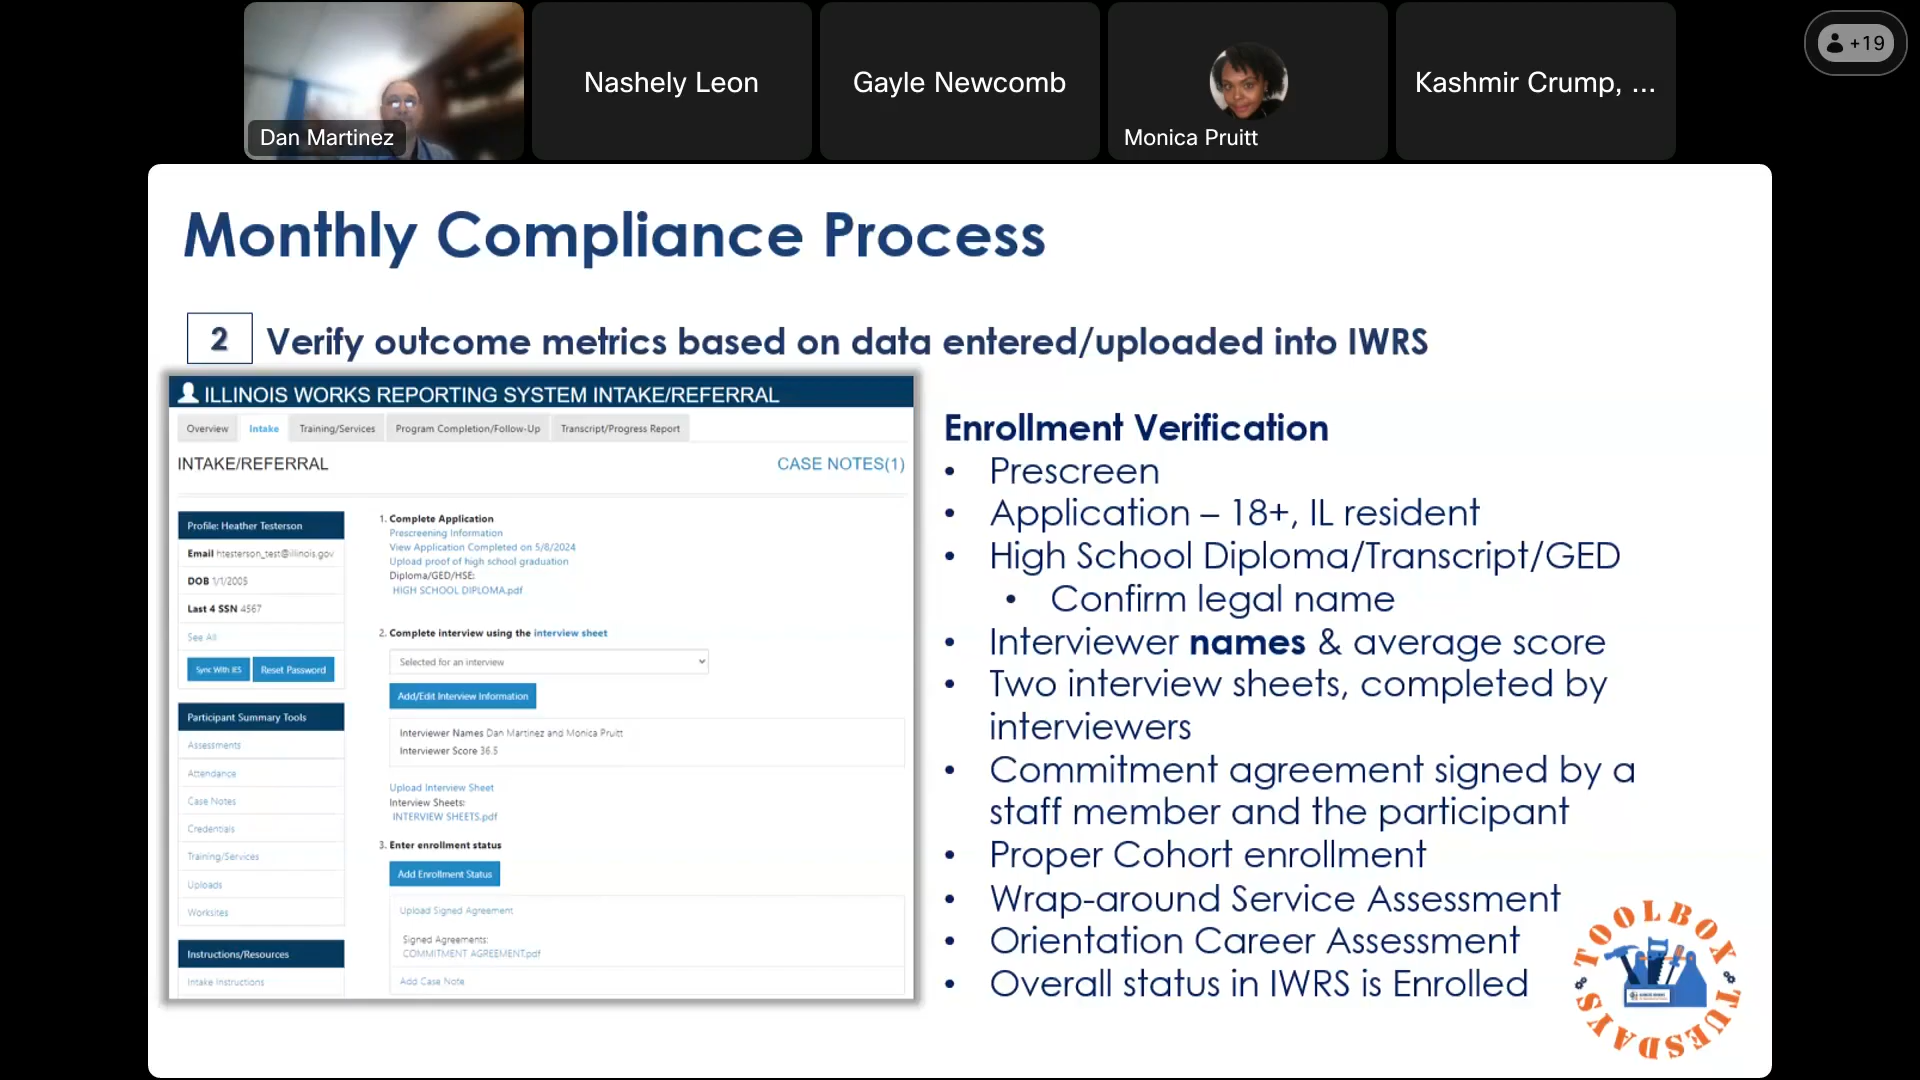 Dan Martinez
Nashely Leon
Gayle Newcomb
Monica Pruitt
Kashmir Crump, ...
+19
Monthly Compliance Process
2 Verify outcome metrics based on data entered/uploaded into IWRS
ILLINOIS WORKS REPORTING SYSTEM INTAKE/REFERRAL
Overview Intake Training/Services Program Completion/Follow-Up Transcript/Progress Report
INTAKE/REFERRAL CASE NOTES(1)
Profile: Heather Testerson
Email htesterson_test@illinois.gov
DOB 1/1/2005
Last 4 SSN 4567
See All
Sync With IES Reset Password
Participant Summary Tools
Assessments
Attendance
Case Notes
Credentials
Training/Services
Uploads
Worksites
Instructions/Resources
Intake Instructions
1. Complete Application
Prescreening Information
View Application Completed on 5/8/2024
Upload proof of high school graduation
Diploma/GED/HSE:
HIGH SCHOOL DIPLOMA.pdf
2. Complete interview using the interview sheet
Selected for an interview
Add/Edit Interview Information
Interviewer Names Dan Martinez and Monica Pruitt
Interviewer Score 36.5
Upload Interview Sheet
Interview Sheets:
INTERVIEW SHEETS.pdf
3. Enter enrollment status
Add Enrollment Status
Upload Signed Agreement
Signed Agreements:
COMMITMENT AGREEMENT.pdf
Add Case Note
Enrollment Verification
• Prescreen
• Application – 18+, IL resident
• High School Diploma/Transcript/GED
• Confirm legal name
• Interviewer names & average score
• Two interview sheets, completed by
interviewers
• Commitment agreement signed by a
staff member and the participant
• Proper Cohort enrollment
• Wrap-around Service Assessment
• Orientation Career Assessment
• Overall status in IWRS is Enrolled
TOOLBOX
TUESDAYS